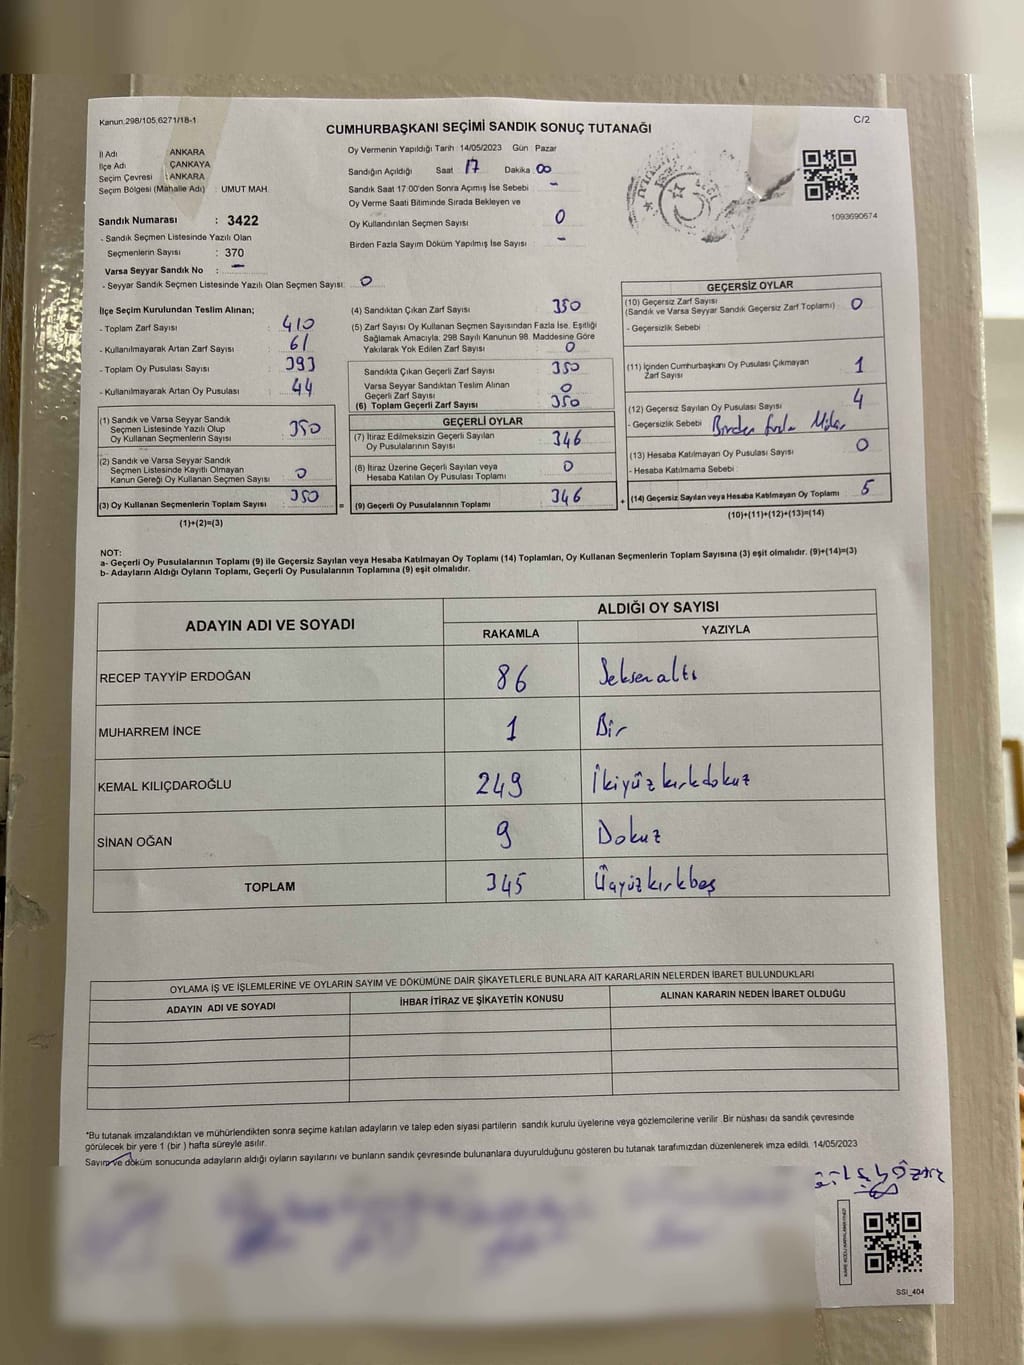 Kanun:298/105,6271/18-1
C/2
CUMHURBAŞKANI SEÇİMİ SANDIK SONUÇ TUTANAĞI
İl Adı ANKARA
İlçe Adı ÇANKAYA
Seçim Çevresi : ANKARA
Seçim Bölgesi (Mahalle Adı) : UMUT MAH.
Sandık Numarası : 3422
- Sandık Seçmen Listesinde Yazılı Olan
Seçmenlerin Sayısı : 370
Varsa Seyyar Sandık No : -
- Seyyar Sandık Seçmen Listesinde Yazılı Olan Seçmen Sayısı: 0
Oy Vermenin Yapıldığı Tarih : 14/05/2023 Gün : Pazar
Sandığın Açıldığı Saat 17 Dakika 00
Sandık Saat 17:00'den Sonra Açımış İse Sebebi -
Oy Verme Saati Bitiminde Sırada Bekleyen ve
Oy Kullandırılan Seçmen Sayısı 0
Birden Fazla Sayım Döküm Yapılmış İse Sayısı -
1093690674
İlçe Seçim Kurulundan Teslim Alınan;
- Toplam Zarf Sayısı : 410
- Kullanılmayarak Artan Zarf Sayısı : 61
- Toplam Oy Pusulası Sayısı : 393
- Kullanılmayarak Artan Oy Pusulası : 44
(1) Sandık ve Varsa Seyyar Sandık
Seçmen Listesinde Yazılı Olup
Oy Kullanan Seçmenlerin Sayısı : 350
(2) Sandık ve Varsa Seyyar Sandık
Seçmen Listesinde Kayıtlı Olmayan
Kanun Gereği Oy Kullanan Seçmen Sayısı : 0
(3) Oy Kullanan Seçmenlerin Toplam Sayısı : 350
(1)+(2)=(3)
(4) Sandıktan Çıkan Zarf Sayısı : 350
(5) Zarf Sayısı Oy Kullanan Seçmen Sayısından Fazla İse, Eşitliği
Sağlamak Amacıyla, 298 Sayılı Kanunun 98. Maddesine Göre
Yakılarak Yok Edilen Zarf Sayısı : 0
Sandıkta Çıkan Geçerli Zarf Sayısı : 350
Varsa Seyyar Sandıktan Teslim Alınan
Geçerli Zarf Sayısı : 0
(6) Toplam Geçerli Zarf Sayısı : 350
GEÇERLİ OYLAR
(7) İtiraz Edilmeksizin Geçerli Sayılan
Oy Pusulalarının Sayısı : 346
(8) İtiraz Üzerine Geçerli Sayılan veya
Hesaba Katılan Oy Pusulası Toplamı : 0
= (9) Geçerli Oy Pusulalarının Toplamı : 346
GEÇERSİZ OYLAR
(10) Geçersiz Zarf Sayısı
(Sandık ve Varsa Seyyar Sandık Geçersiz Zarf Toplamı) : 0
- Geçersizlik Sebebi
(11) İçinden Cumhurbaşkanı Oy Pusulası Çıkmayan
Zarf Sayısı : 1
(12) Geçersiz Sayılan Oy Pusulası Sayısı : 4
- Geçersizlik Sebebi Birden fazla
(13) Hesaba Katılmayan Oy Pusulası Sayısı : 0
- Hesaba Katılmama Sebebi :
+ (14) Geçersiz Sayılan veya Hesaba Katılmayan Oy Toplamı : 5
(10)+(11)+(12)+(13)=(14)
NOT:
a- Geçerli Oy Pusulalarının Toplamı (9) ile Geçersiz Sayılan veya Hesaba Katılmayan Oy Toplamı (14) Toplamları, Oy Kullanan Seçmenlerin Toplam Sayısına (3) eşit olmalıdır. (9)+(14)=(3)
b- Adayların Aldığı Oyların Toplamı, Geçerli Oy Pusulalarının Toplamına (9) eşit olmalıdır.
ADAYIN ADI VE SOYADI
ALDIĞI OY SAYISI
RAKAMLA YAZIYLA
RECEP TAYYİP ERDOĞAN 86 Seksenaltı
MUHARREM İNCE 1 Bir
KEMAL KILIÇDAROĞLU 249 İkiyüzkırkdokuz
SİNAN OĞAN 9 Dokuz
TOPLAM 345 Üçyüzkırkbeş
OYLAMA İŞ VE İŞLEMLERİNE VE OYLARIN SAYIM VE DÖKÜMÜNE DAİR ŞİKAYETLERLE BUNLARA AİT KARARLARIN NELERDEN İBARET BULUNDUKLARI
ADAYIN ADI VE SOYADI İHBAR İTİRAZ VE ŞİKAYETİN KONUSU ALINAN KARARIN NEDEN İBARET OLDUĞU
*Bu tutanak imzalandıktan ve mühürlendikten sonra seçime katılan adayların ve talep eden siyasi partilerin sandık kurulu üyelerine veya gözlemcilerine verilir. Bir nüshası da sandık çevresinde
görülecek bir yere 1 (bir) hafta süreyle asılır.
Sayım ve döküm sonucunda adayların aldığı oyların sayılarını ve bunların sandık çevresinde bulunanlara duyurulduğunu gösteren bu tutanak tarafımızdan düzenlenerek imza edildi. 14/05/2023
SSI_404